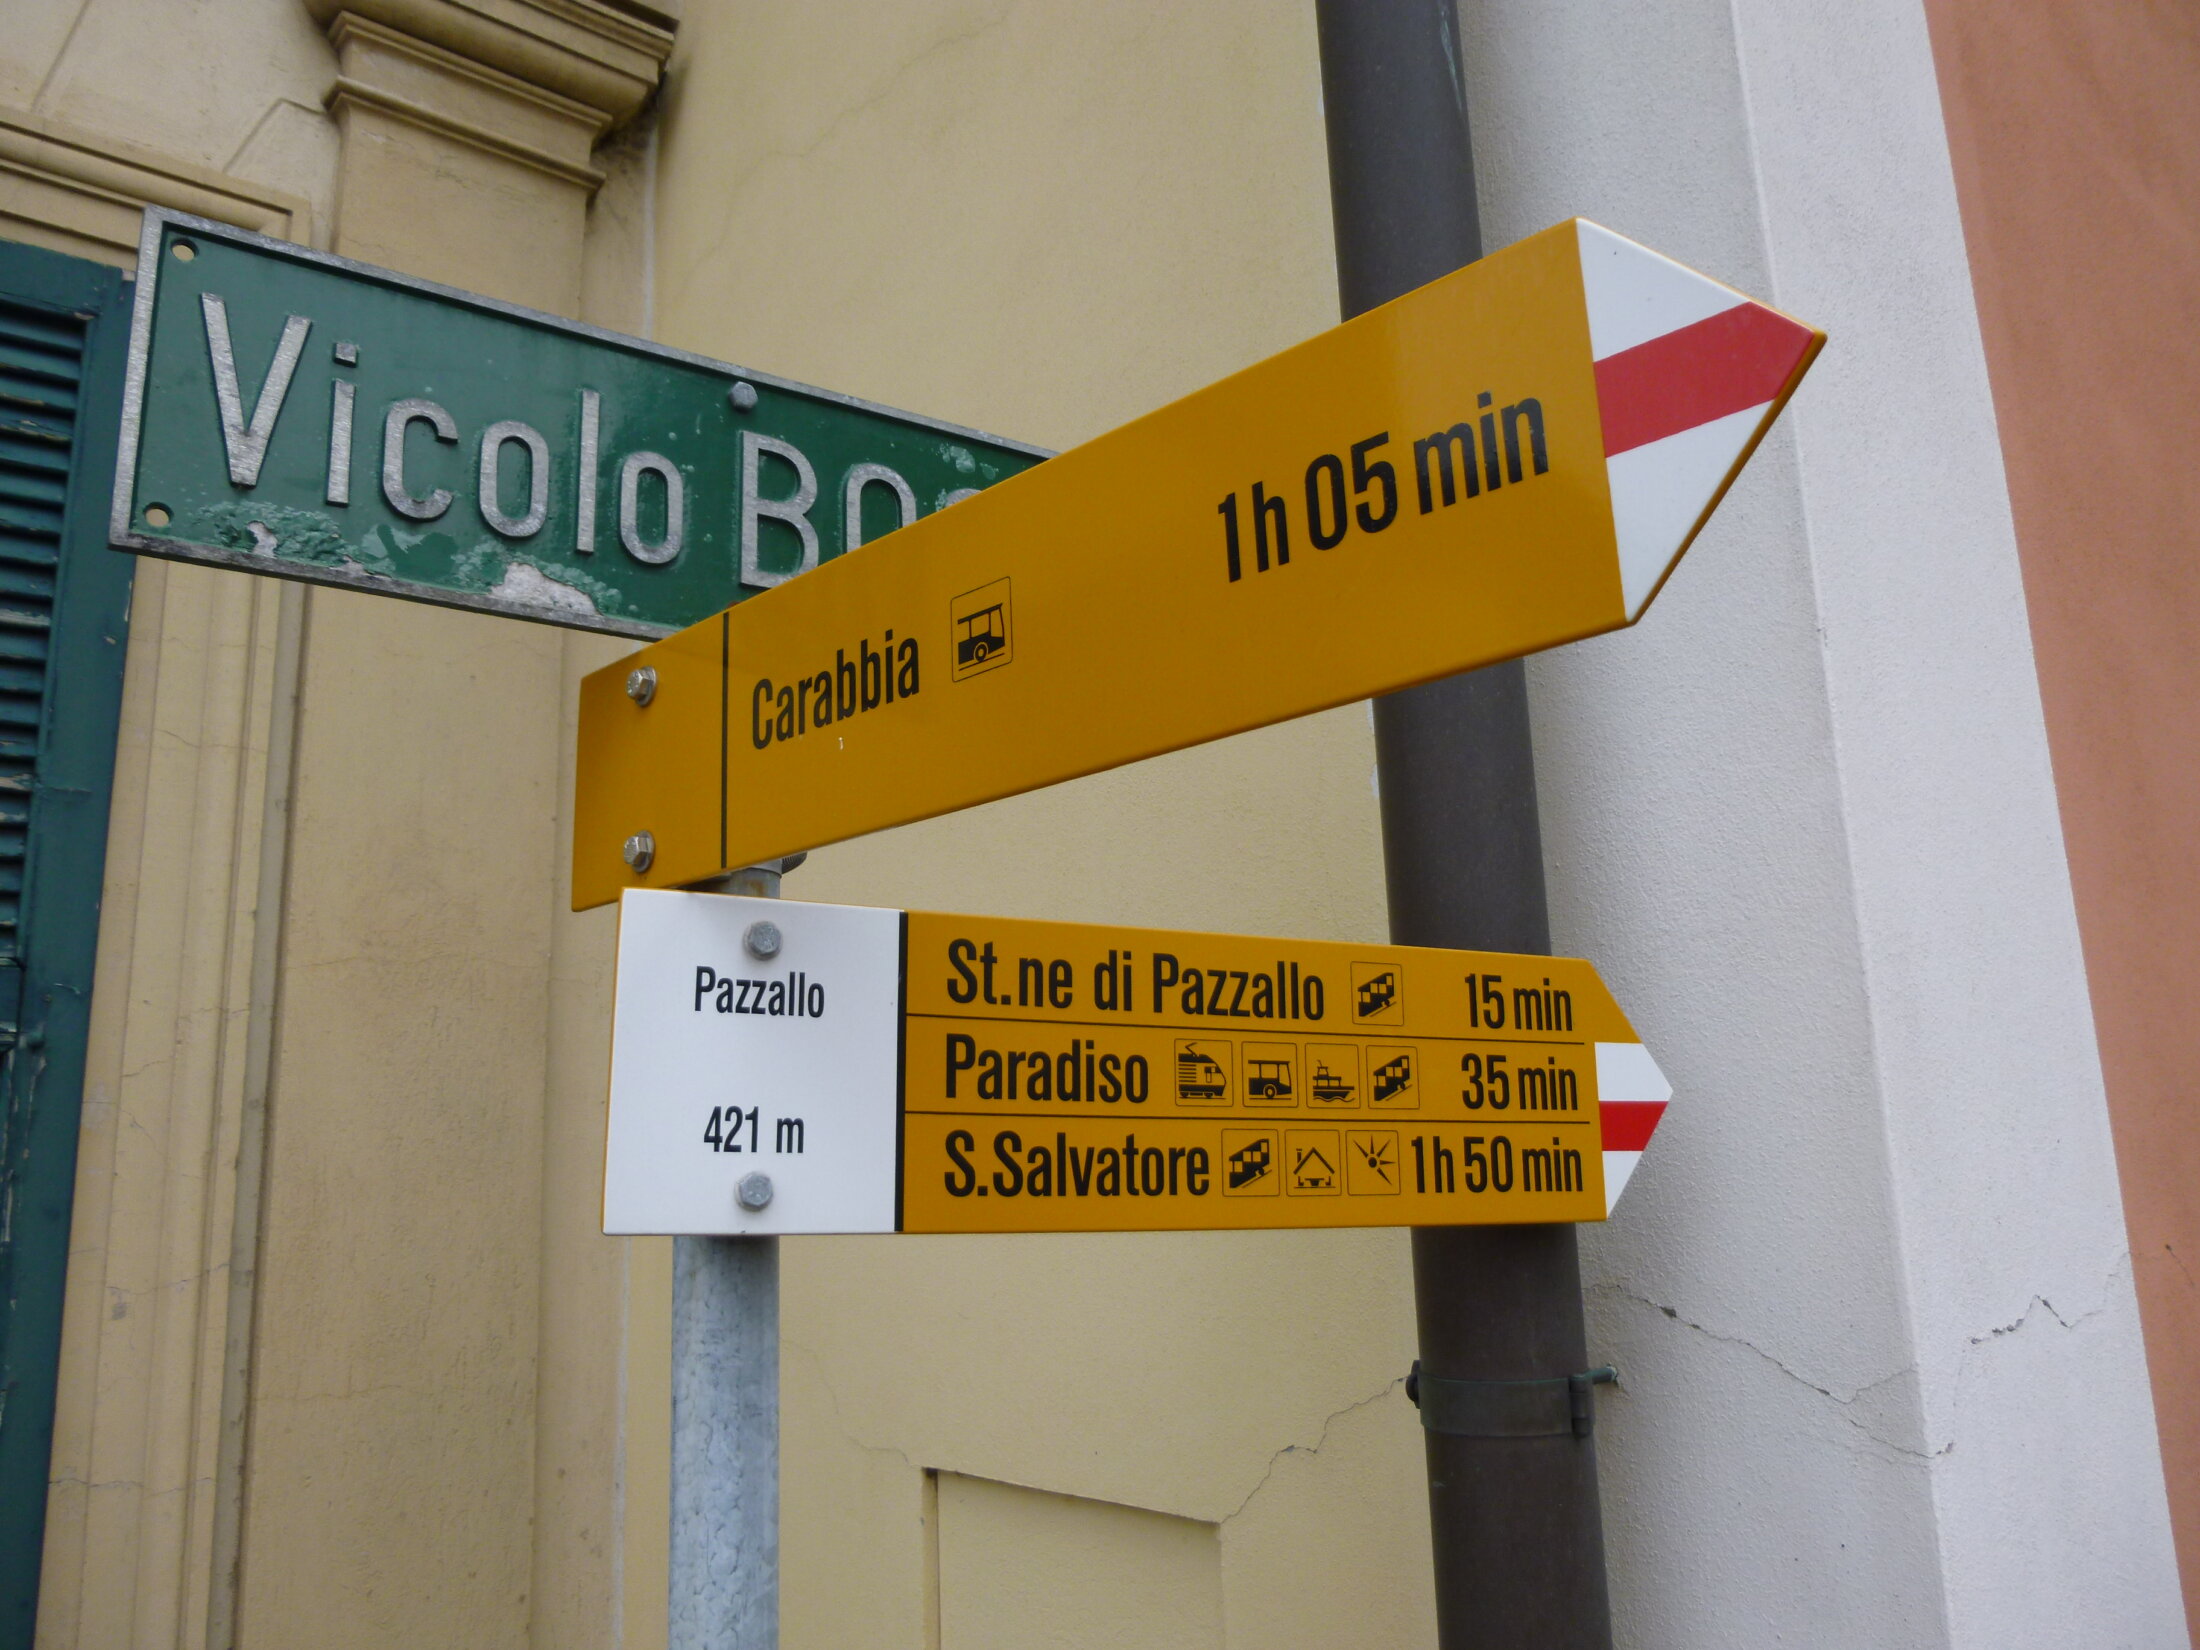 Vicolo
Carabbia 1h 05 min
Pazzallo
421 m
St.ne di Pazzallo 15 min
Paradiso 35 min
S.Salvatore 1h 50 min